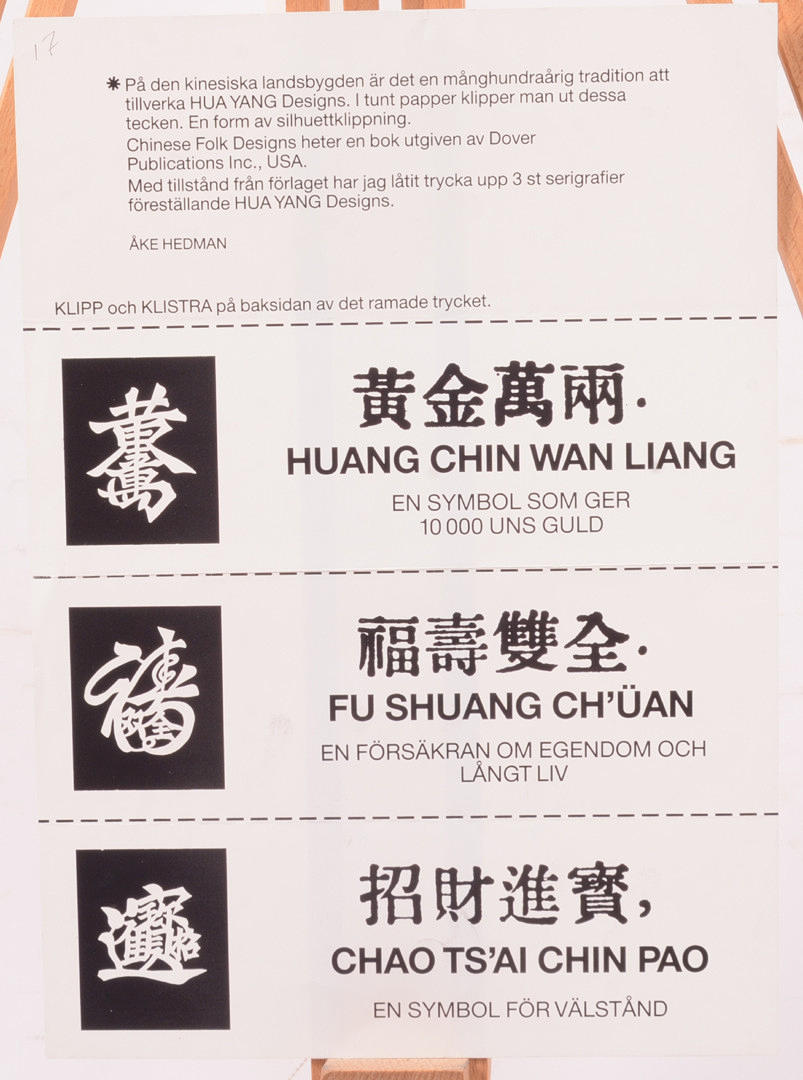 17
* På den kinesiska landsbygden är det en månghundraårig tradition att
tillverka HUA YANG Designs. I tunt papper klipper man ut dessa
tecken. En form av silhuettklippning.
Chinese Folk Designs heter en bok utgiven av Dover
Publications Inc., USA.
Med tillstånd från förlaget har jag låtit trycka upp 3 st serigrafier
föreställande HUA YANG Designs.
ÅKE HEDMAN
KLIPP och KLISTRA på baksidan av det ramade trycket.
黃金萬兩.
HUANG CHIN WAN LIANG
EN SYMBOL SOM GER
10 000 UNS GULD
福壽雙全.
FU SHUANG CH'ÜAN
EN FÖRSÄKRAN OM EGENDOM OCH
LÅNGT LIV
招財進寶,
CHAO TS'AI CHIN PAO
EN SYMBOL FÖR VÄLSTÅND